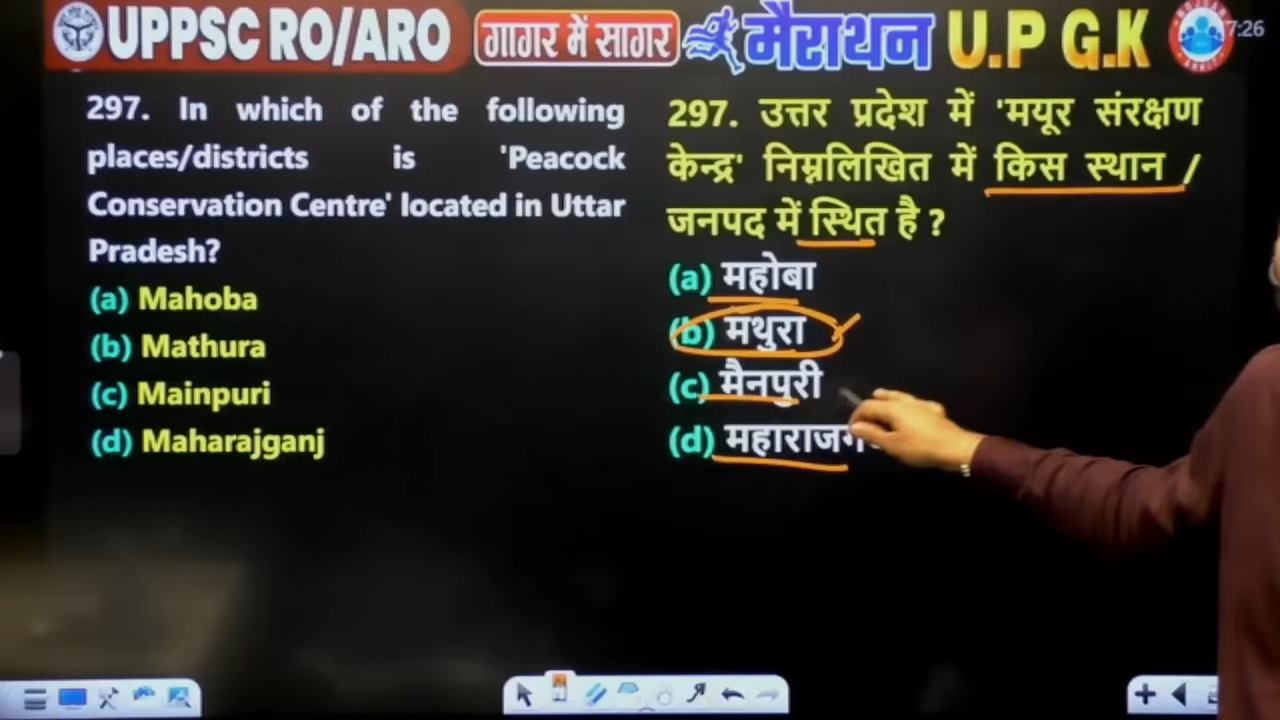 UPPSC RO/ARO गागर में सागर मैराथन U.P G.K
7:26
297. In which of the following
places/districts is 'Peacock
Conservation Centre' located in Uttar
Pradesh?
(a) Mahoba
(b) Mathura
(c) Mainpuri
(d) Maharajganj
297. उत्तर प्रदेश में 'मयूर संरक्षण
केन्द्र' निम्नलिखित में किस स्थान /
जनपद में स्थित है ?
(a) महोबा
(b) मथुरा
(c) मैनपुरी
(d)